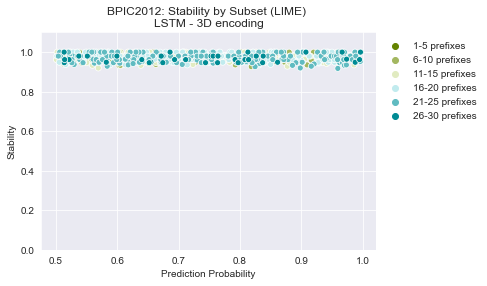 BPIC2012: Stability by Subset (LIME)
LSTM - 3D encoding
1.0
0.8
0.6
0.4
0.2
0.0
Stability
0.5 0.6 0.7 0.8 0.9 1.0
Prediction Probability
1-5 prefixes
6-10 prefixes
11-15 prefixes
16-20 prefixes
21-25 prefixes
26-30 prefixes